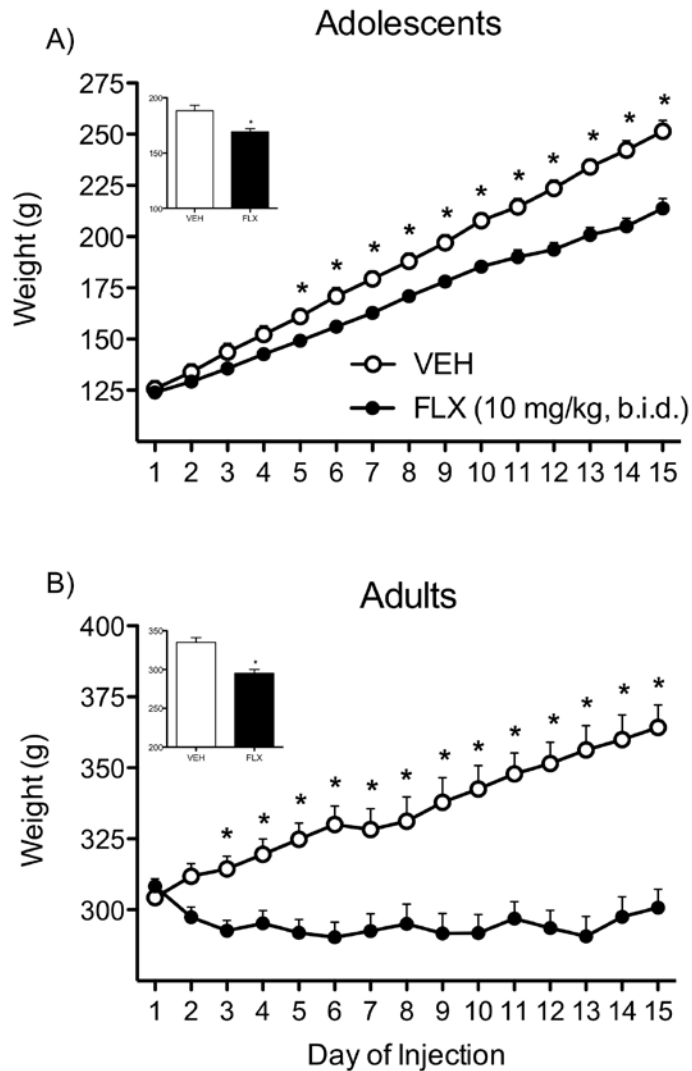 A)
Adolescents
275
250
225
200
175
150
125
Weight (g)
200
150
100
VEH FLX
*
* * * * * * * * * * *
VEH
FLX (10 mg/kg, b.i.d.)
1 2 3 4 5 6 7 8 9 10 11 12 13 14 15
B)
Adults
400
375
350
325
300
Weight (g)
350
300
250
200
VEH FLX
*
* * * * * * * * * * * * *
1 2 3 4 5 6 7 8 9 10 11 12 13 14 15
Day of Injection